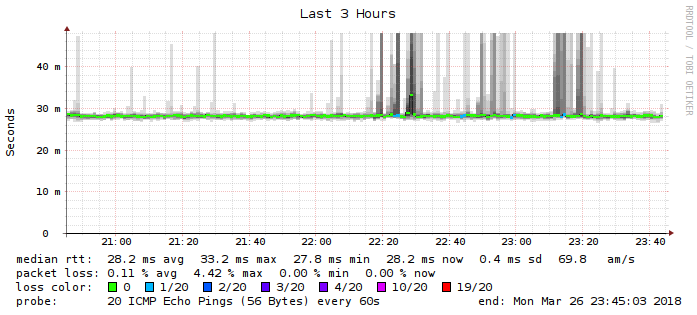 Last 3 Hours
RRDTOOL / TOBI OETIKER
Seconds
40 m
30 m
20 m
10 m
0
21:00 21:20 21:40 22:00 22:20 22:40 23:00 23:20 23:40
median rtt: 28.2 ms avg 33.2 ms max 27.8 ms min 28.2 ms now 0.4 ms sd 69.8 am/s
packet loss: 0.11 % avg 4.42 % max 0.00 % min 0.00 % now
loss color: 0 1/20 2/20 3/20 4/20 10/20 19/20
probe: 20 ICMP Echo Pings (56 Bytes) every 60s end: Mon Mar 26 23:45:03 2018